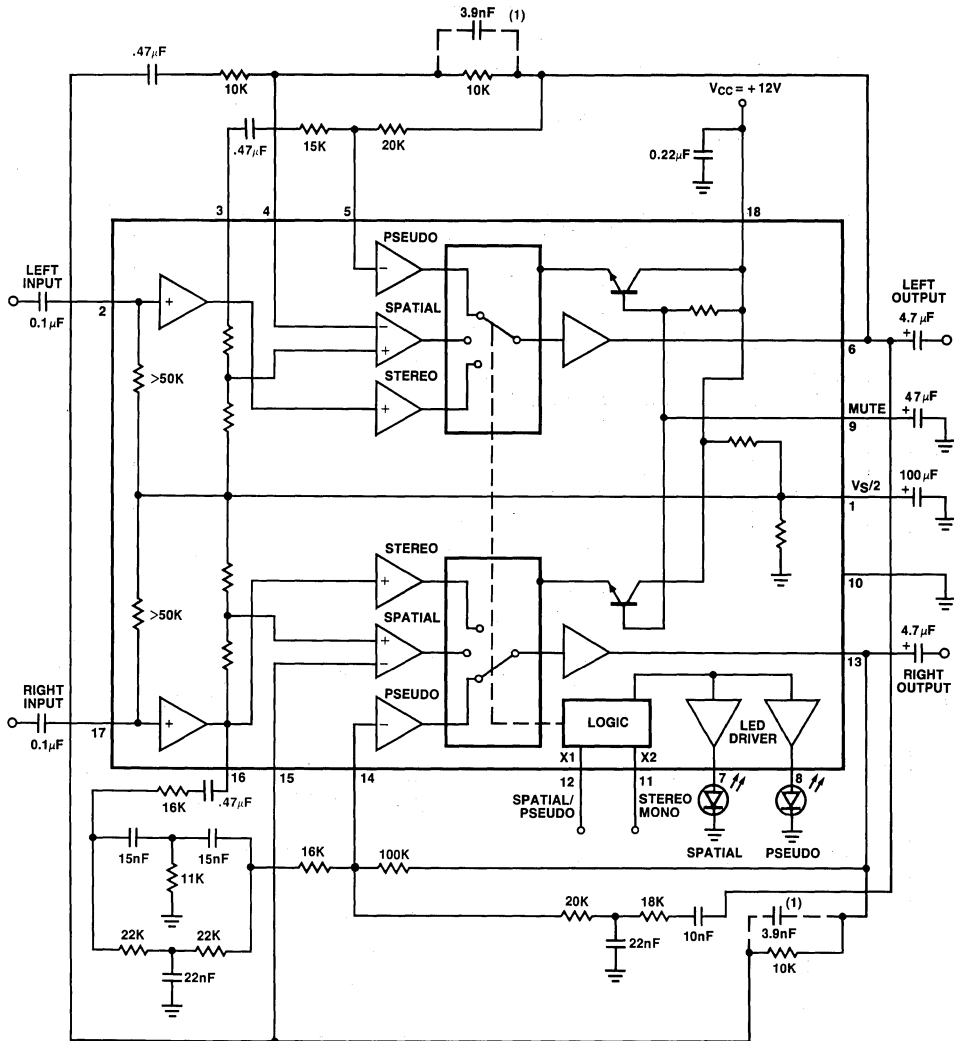 3.9nF (1)
.47µF
10K
10K
VCC = +12V
.47µF
15K
20K
0.22µF
3
4
5
18
PSEUDO
LEFT
INPUT
LEFT
OUTPUT
SPATIAL
4.7µF
2
0.1µF
6
>50K
STEREO
MUTE
47µF
9
VS/2
100µF
1
STEREO
10
>50K
SPATIAL
4.7µF
13
RIGHT
OUTPUT
RIGHT
INPUT
PSEUDO
LOGIC
LED
DRIVER
17
0.1µF
X1
X2
16
15
14
12
11
7
8
16K
.47µF
SPATIAL/
PSEUDO
STEREO
MONO
SPATIAL
PSEUDO
15nF
15nF
16K
100K
11K
20K
18K
(1)
22K
22K
10nF
3.9nF
22nF
22nF
10K